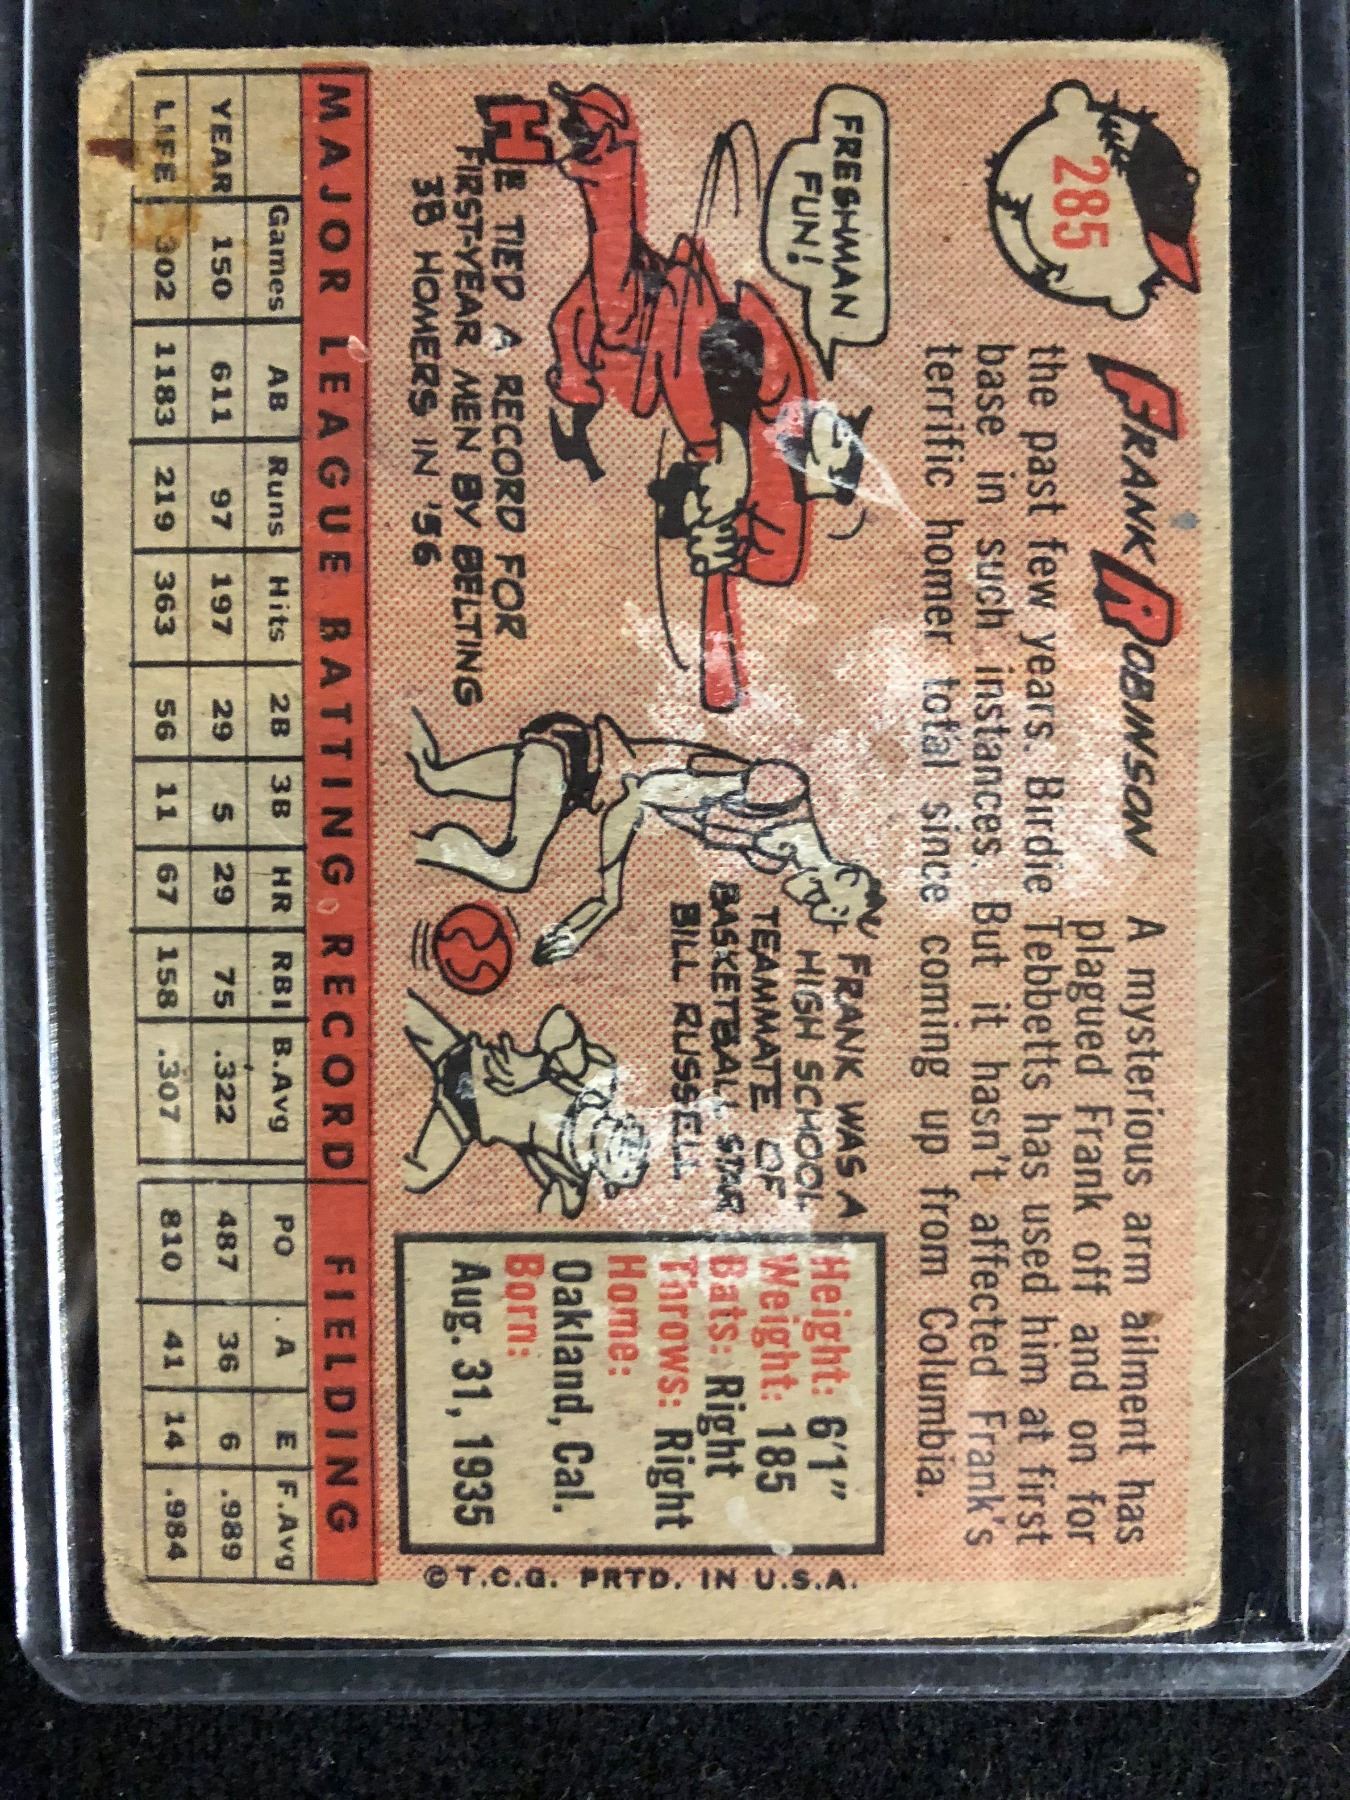 285
FRANK ROBINSON
A mysterious arm ailment has
plagued Frank off and on for
the past few years. Birdie Tebbetts has used him at first
base in such instances. But it hasn't affected Frank's
terrific homer total since coming up from Columbia.
FRESHMAN
FUN!
HE TIED A RECORD FOR
FIRST-YEAR MEN BY BELTING
38 HOMERS IN '56
FRANK WAS A
HIGH SCHOOL
TEAMMATE OF
BASKETBALL STAR
BILL RUSSELL
Height: 6'1"
Weight: 185
Bats: Right
Throws: Right
Home:
Oakland, Cal.
Born:
Aug. 31, 1935
© T.C.G. PRTD. IN U.S.A.
MAJOR LEAGUE BATTING RECORD FIELDING
Games AB Runs Hits 2B 3B HR RBI B.Avg PO A E F.Avg
YEAR 150 611 97 197 29 5 29 75 .322 487 36 6 .989
LIFE 302 1183 219 363 56 11 67 158 .307 810 41 14 .984